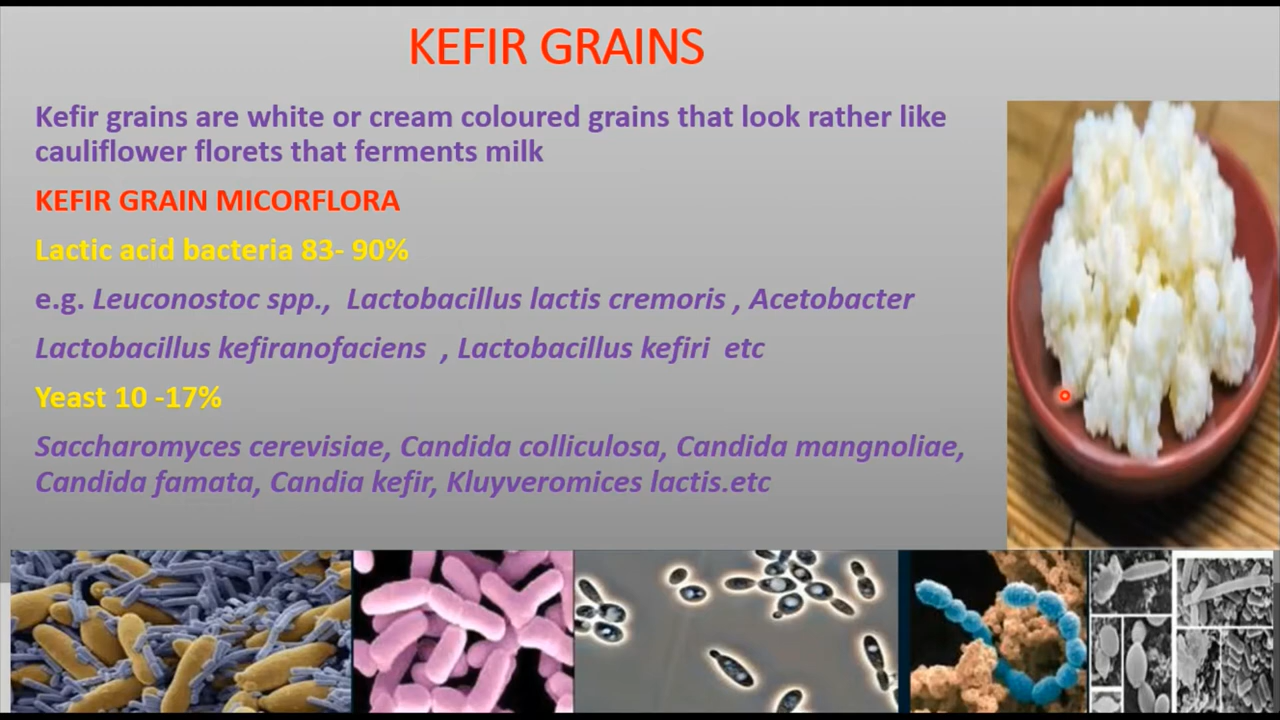 KEFIR GRAINS
Kefir grains are white or cream coloured grains that look rather like
cauliflower florets that ferments milk
KEFIR GRAIN MICORFLORA
Lactic acid bacteria 83- 90%
e.g. Leuconostoc spp., Lactobacillus lactis cremoris , Acetobacter
Lactobacillus kefiranofaciens , Lactobacillus kefiri etc
Yeast 10 -17%
Saccharomyces cerevisiae, Candida colliculosa, Candida mangnoliae,
Candida famata, Candia kefir, Kluyveromices lactis.etc